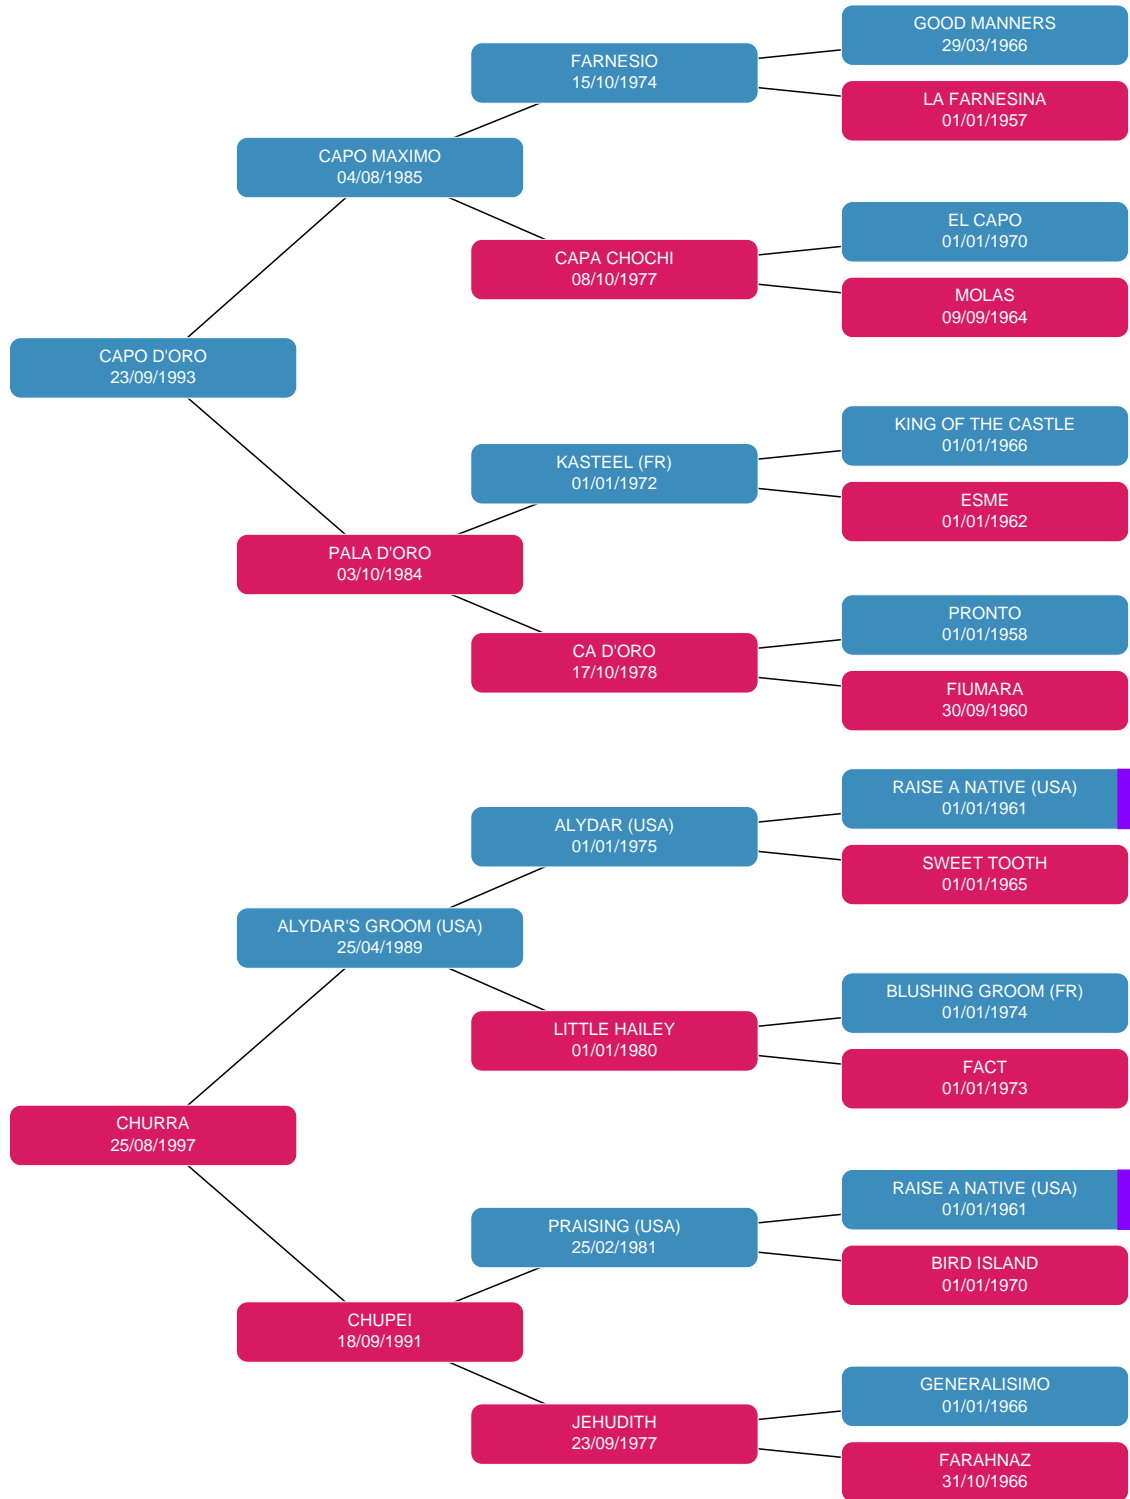 GOOD MANNERS
29/03/1966
FARNESIO
15/10/1974
LA FARNESINA
01/01/1957
CAPO MAXIMO
04/08/1985
EL CAPO
01/01/1970
CAPA CHOCHI
08/10/1977
MOLAS
09/09/1964
CAPO D'ORO
23/09/1993
KING OF THE CASTLE
01/01/1966
KASTEEL (FR)
01/01/1972
ESME
01/01/1962
PALA D'ORO
03/10/1984
PRONTO
01/01/1958
CA D'ORO
17/10/1978
FIUMARA
30/09/1960
RAISE A NATIVE (USA)
01/01/1961
ALYDAR (USA)
01/01/1975
SWEET TOOTH
01/01/1965
ALYDAR'S GROOM (USA)
25/04/1989
BLUSHING GROOM (FR)
01/01/1974
LITTLE HAILEY
01/01/1980
FACT
01/01/1973
CHURRA
25/08/1997
RAISE A NATIVE (USA)
01/01/1961
PRAISING (USA)
25/02/1981
BIRD ISLAND
01/01/1970
CHUPEI
18/09/1991
GENERALISIMO
01/01/1966
JEHUDITH
23/09/1977
FARAHNAZ
31/10/1966